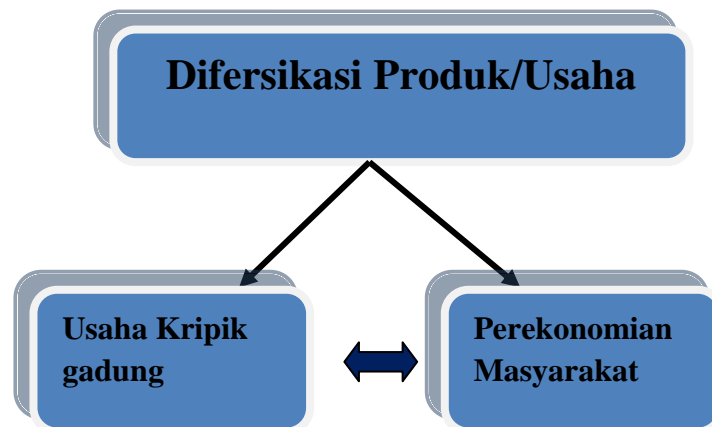 Difersikasi Produk/Usaha
Usaha Kripik
gadung
Perekonomian
Masyarakat